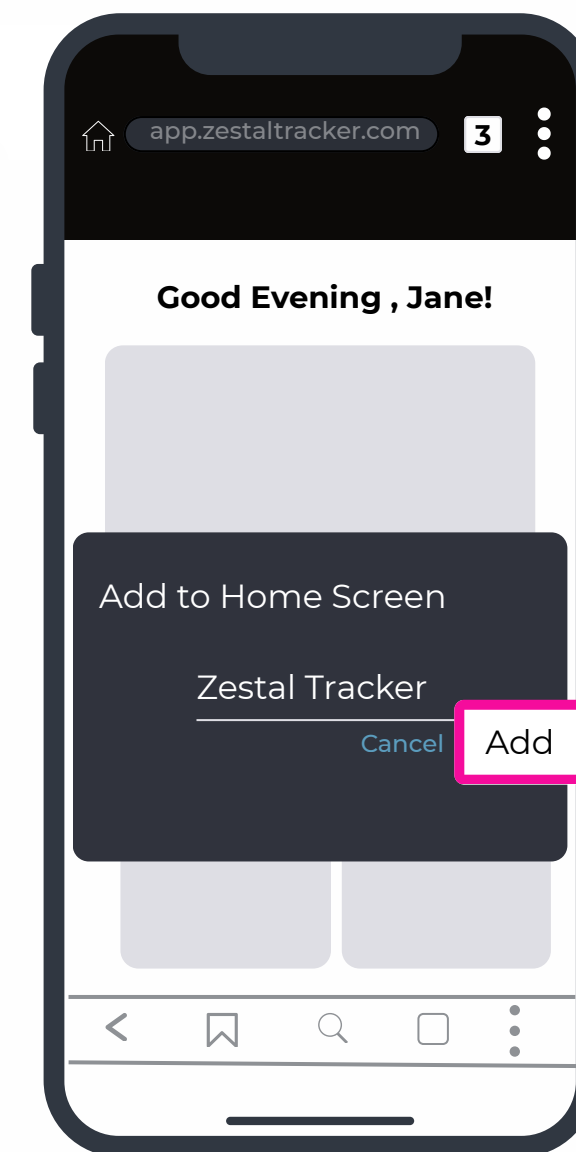 app.zestaltracker.com
3
Good Evening , Jane!
Add to Home Screen
Zestal Tracker
Cancel
Add